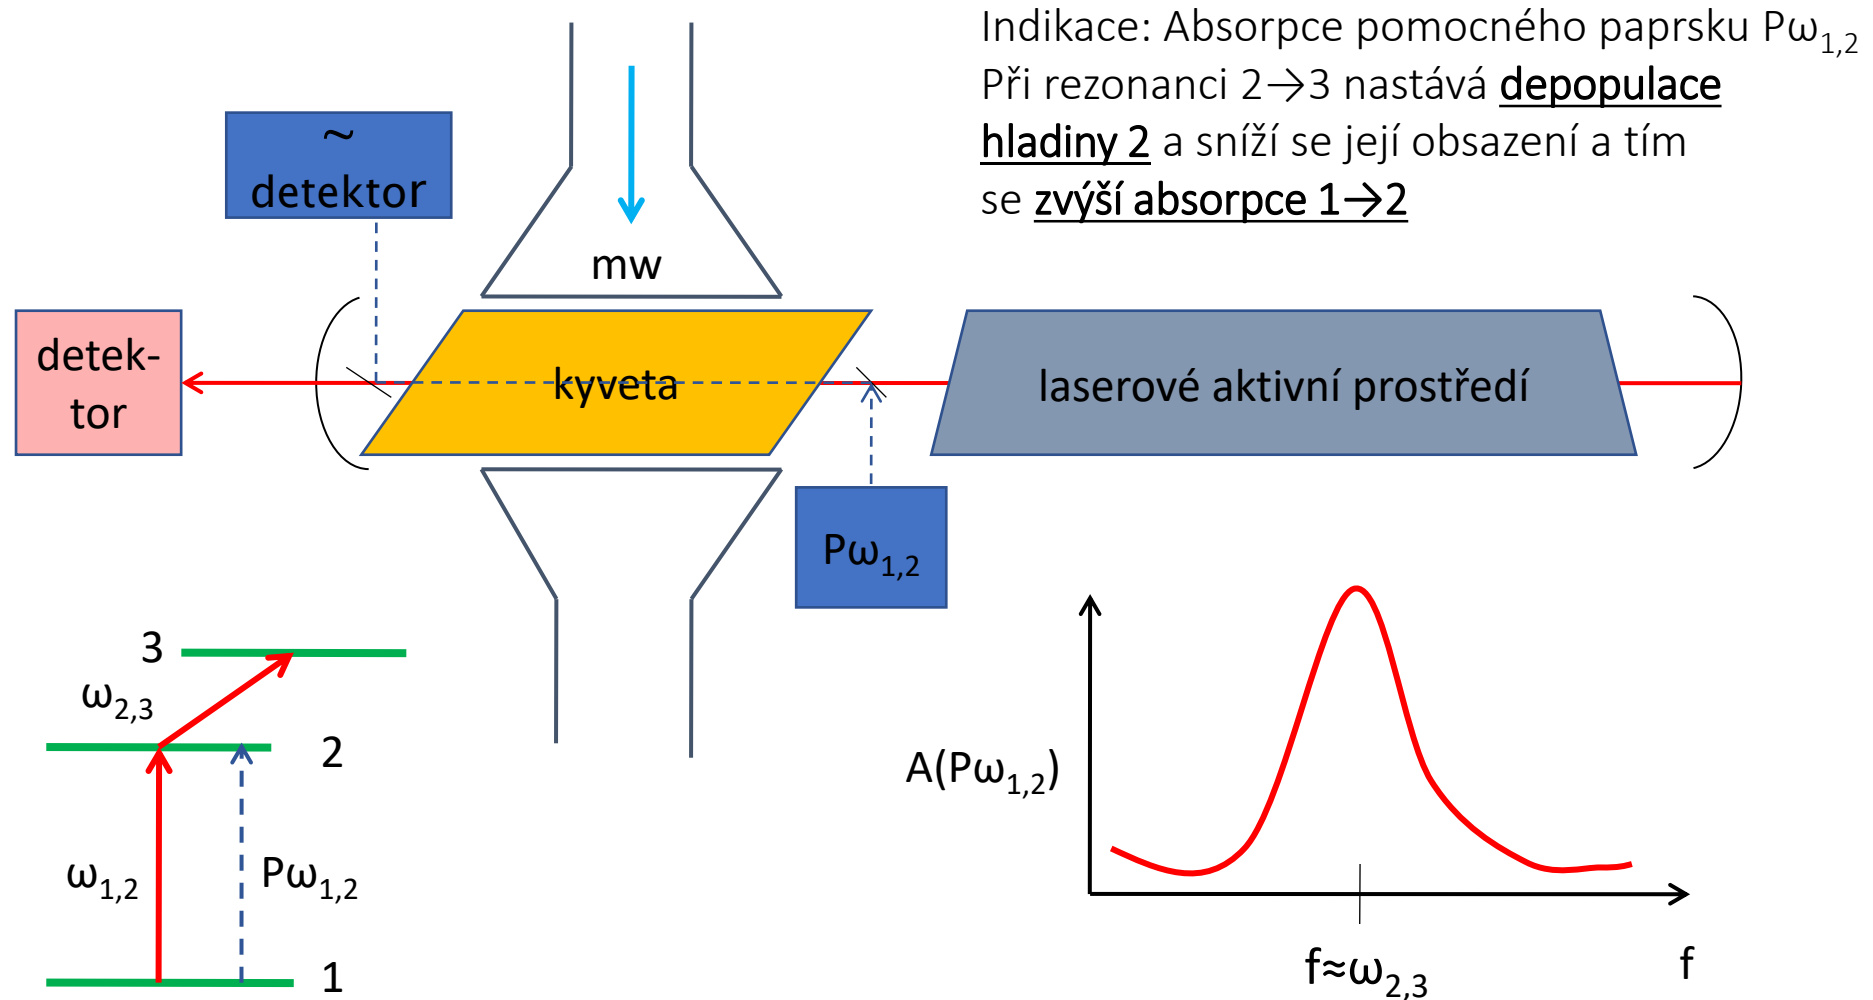 Indikace: Absorpce pomocného paprsku Pω1,2
Při rezonanci 2→3 nastává depopulace
hladiny 2 a sníží se její obsazení a tím
se zvýší absorpce 1→2
~
detektor
mw
detek-
tor
kyveta
laserové aktivní prostředí
Pω1,2
3
ω2,3
2
ω1,2
Pω1,2
1
A(Pω1,2)
f≈ω2,3
f